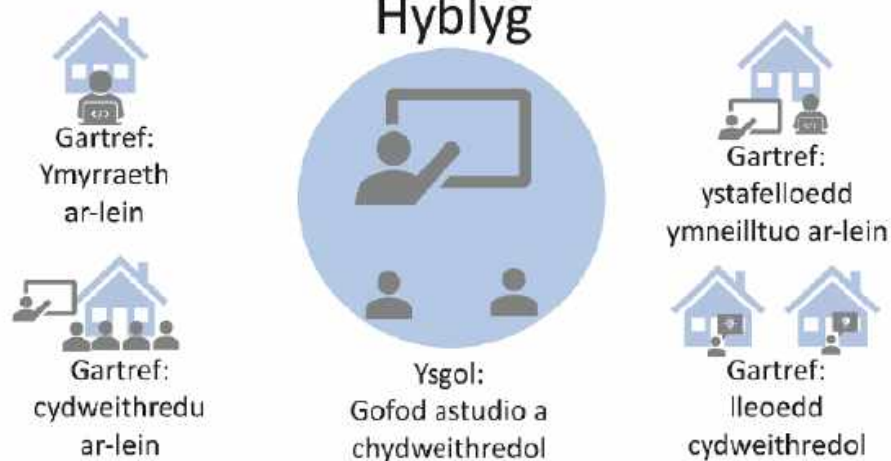 Hyblyg
Gartref:
Ymyrraeth
ar-lein
Gartref:
ystafelloedd
ymneilltuo ar-lein
Gartref:
cydweithredu
ar-lein
Ysgol:
Gofod astudio a
chydweithredol
Gartref:
lleoedd
cydweithredol